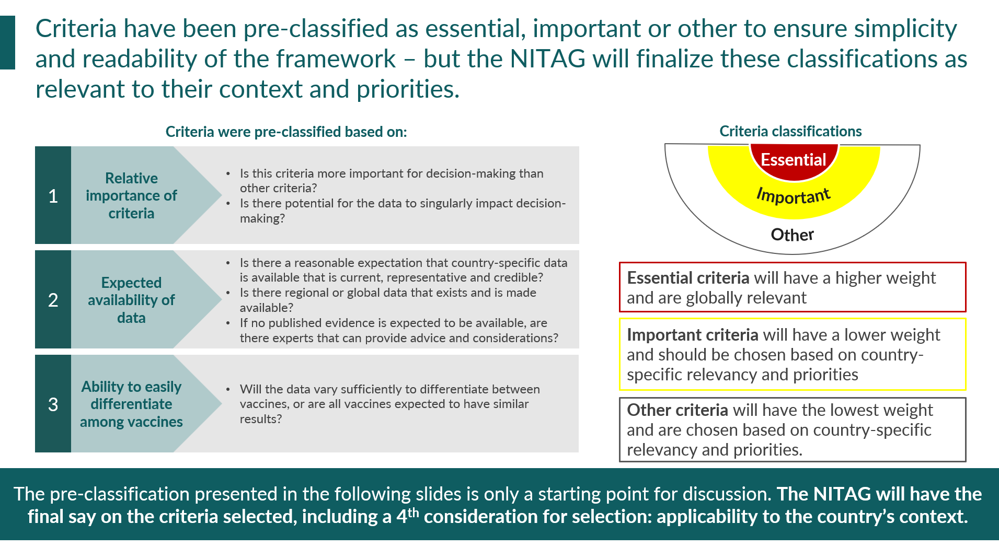 Criteria have been pre-classified as essential, important or other to ensure simplicity
and readability of the framework – but the NITAG will finalize these classifications as
relevant to their context and priorities.
Criteria were pre-classified based on:
1
Relative
importance of
criteria
• Is this criteria more important for decision-making than
other criteria?
• Is there potential for the data to singularly impact decision-
making?
2
Expected
availability of
data
• Is there a reasonable expectation that country-specific data
is available that is current, representative and credible?
• Is there regional or global data that exists and is made
available?
• If no published evidence is expected to be available, are
there experts that can provide advice and considerations?
3
Ability to easily
differentiate
among vaccines
• Will the data vary sufficiently to differentiate between
vaccines, or are all vaccines expected to have similar
results?
Criteria classifications
Essential
Important
Other
Essential criteria will have a higher weight
and are globally relevant
Important criteria will have a lower weight
and should be chosen based on country-
specific relevancy and priorities
Other criteria will have the lowest weight
and are chosen based on country-specific
relevancy and priorities.
The pre-classification presented in the following slides is only a starting point for discussion. The NITAG will have the
final say on the criteria selected, including a 4th consideration for selection: applicability to the country’s context.